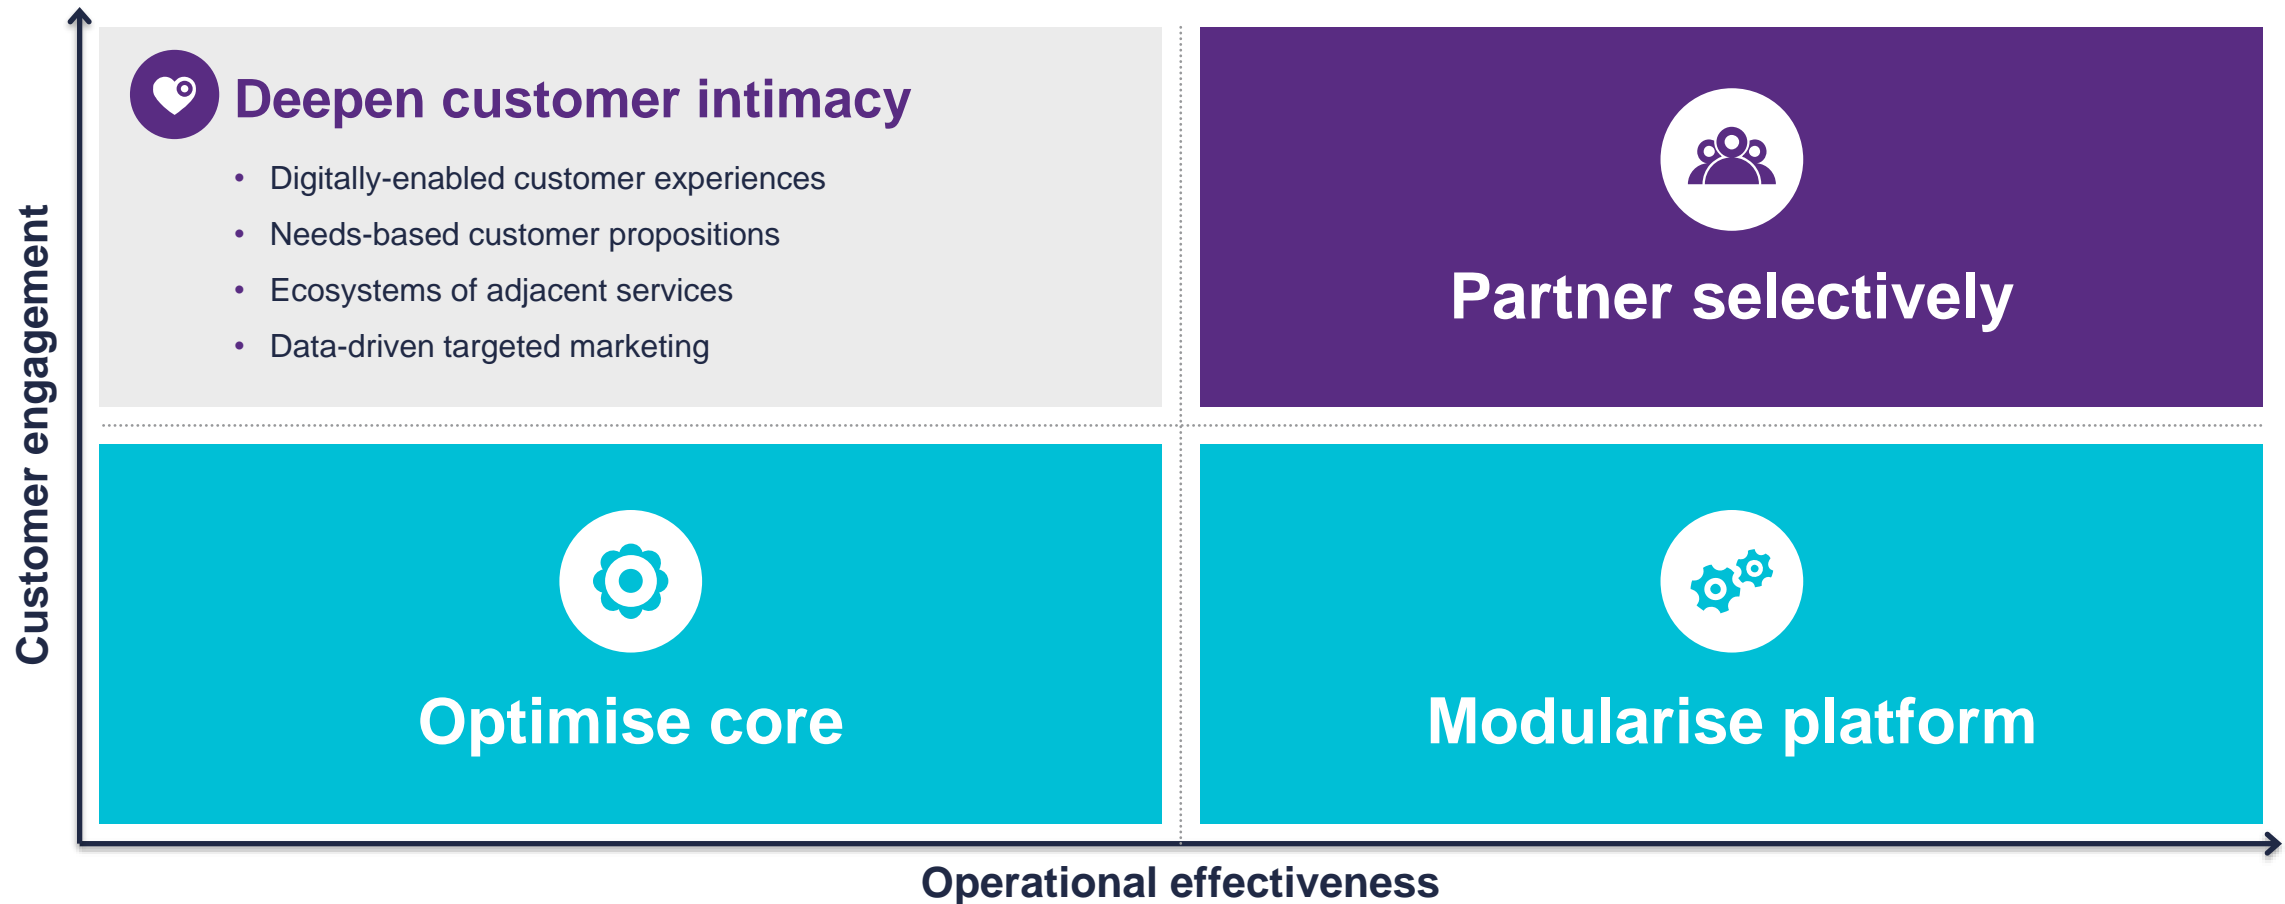 Customer engagement
Deepen customer intimacy
• Digitally-enabled customer experiences
• Needs-based customer propositions
• Ecosystems of adjacent services
• Data-driven targeted marketing
Partner selectively
Optimise core
Modularise platform
Operational effectiveness